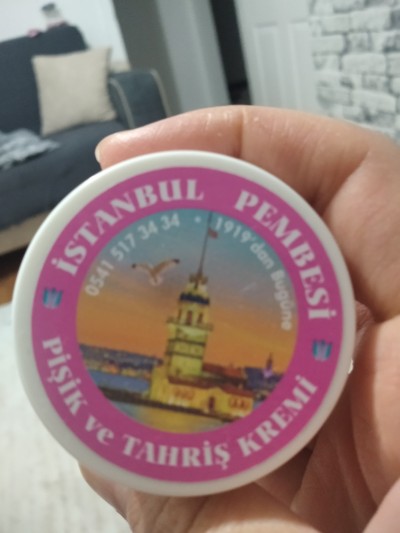 İSTANBUL PEMBESİ
0541 517 34 34 • 1919'dan Bugüne
PİŞİK ve TAHRİŞ KREMİ